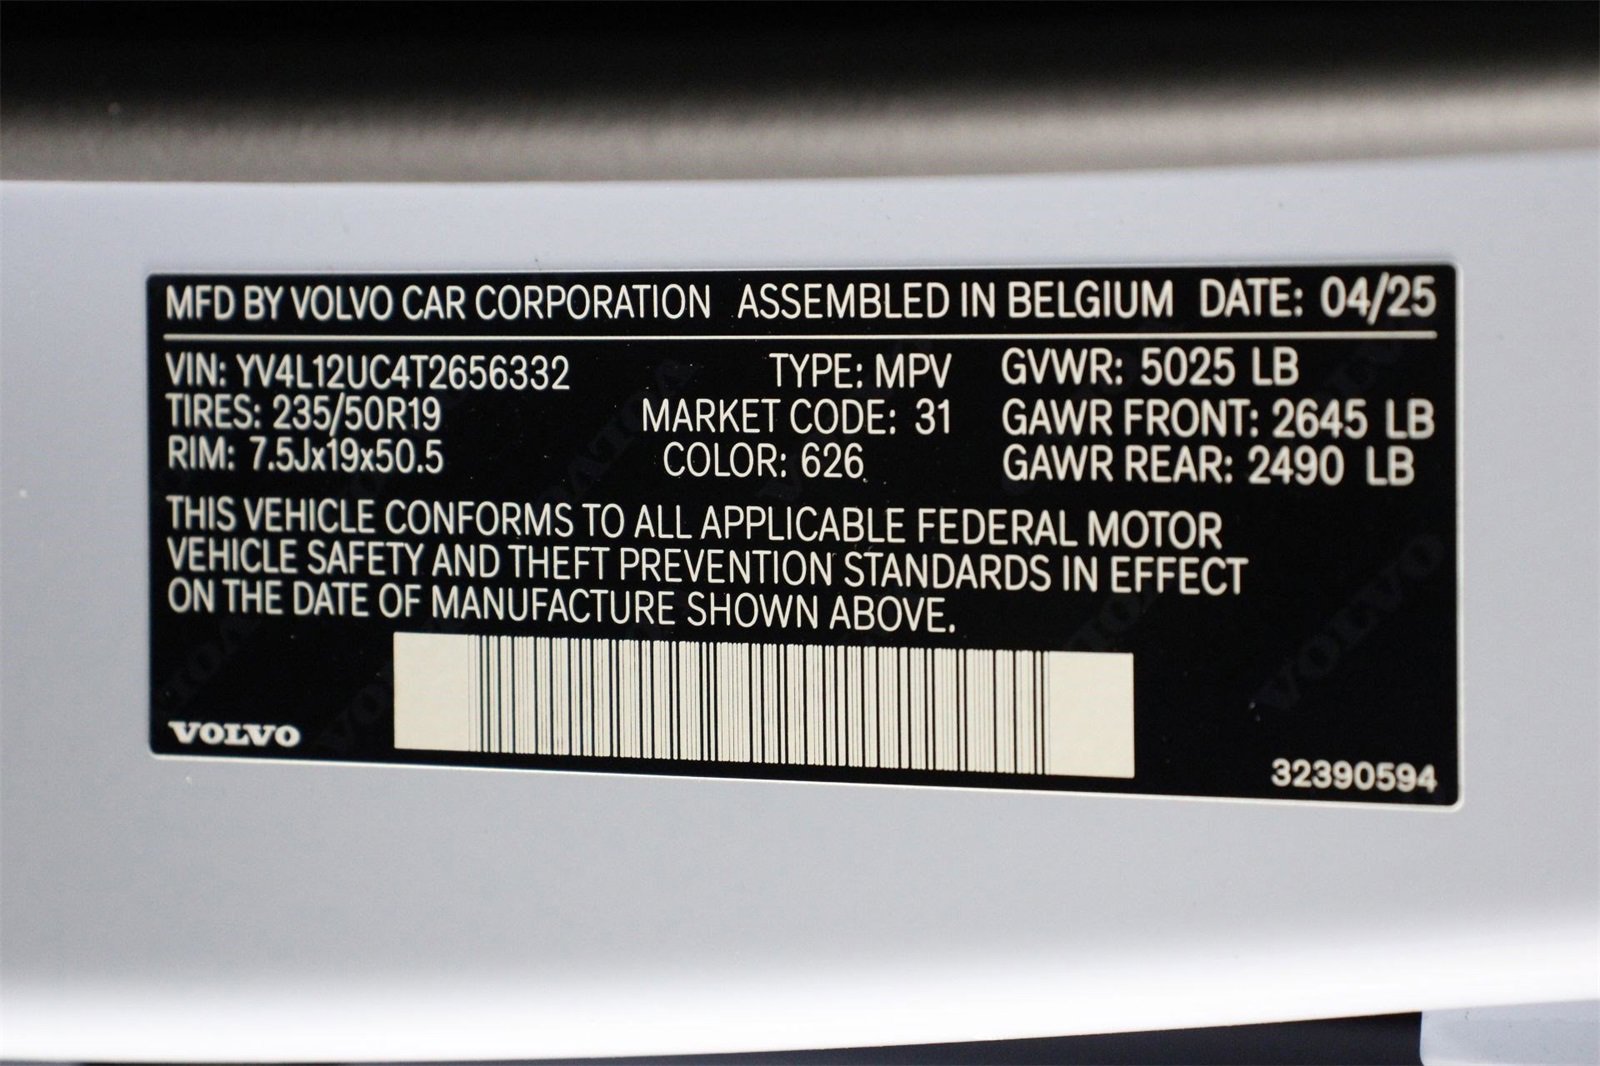 MFD BY VOLVO CAR CORPORATION ASSEMBLED IN BELGIUM DATE: 04/25
VIN: YV4L12UC4T2656332 TYPE: MPV GVWR: 5025 LB
TIRES: 235/50R19 MARKET CODE: 31 GAWR FRONT: 2645 LB
RIM: 7.5Jx19x50.5 COLOR: 626 GAWR REAR: 2490 LB
THIS VEHICLE CONFORMS TO ALL APPLICABLE FEDERAL MOTOR
VEHICLE SAFETY AND THEFT PREVENTION STANDARDS IN EFFECT
ON THE DATE OF MANUFACTURE SHOWN ABOVE.
VOLVO
32390594